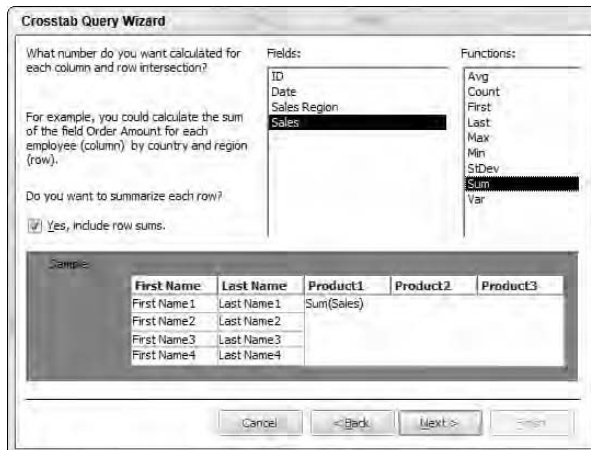 Crosstab Query Wizard
What number do you want calculated for
each column and row intersection?
For example, you could calculate the sum
of the field Order Amount for each
employee (column) by country and region
(row).
Do you want to summarize each row?
Yes, include row sums.
Fields:
ID
Date
Sales Region
Sales
Functions:
Avg
Count
First
Last
Max
Min
StDev
Sum
Var
Sample
First Name Last Name Product1 Product2 Product3
First Name1 Last Name1 Sum(Sales)
First Name2 Last Name2
First Name3 Last Name3
First Name4 Last Name4
Cancel < Back Next > Finish